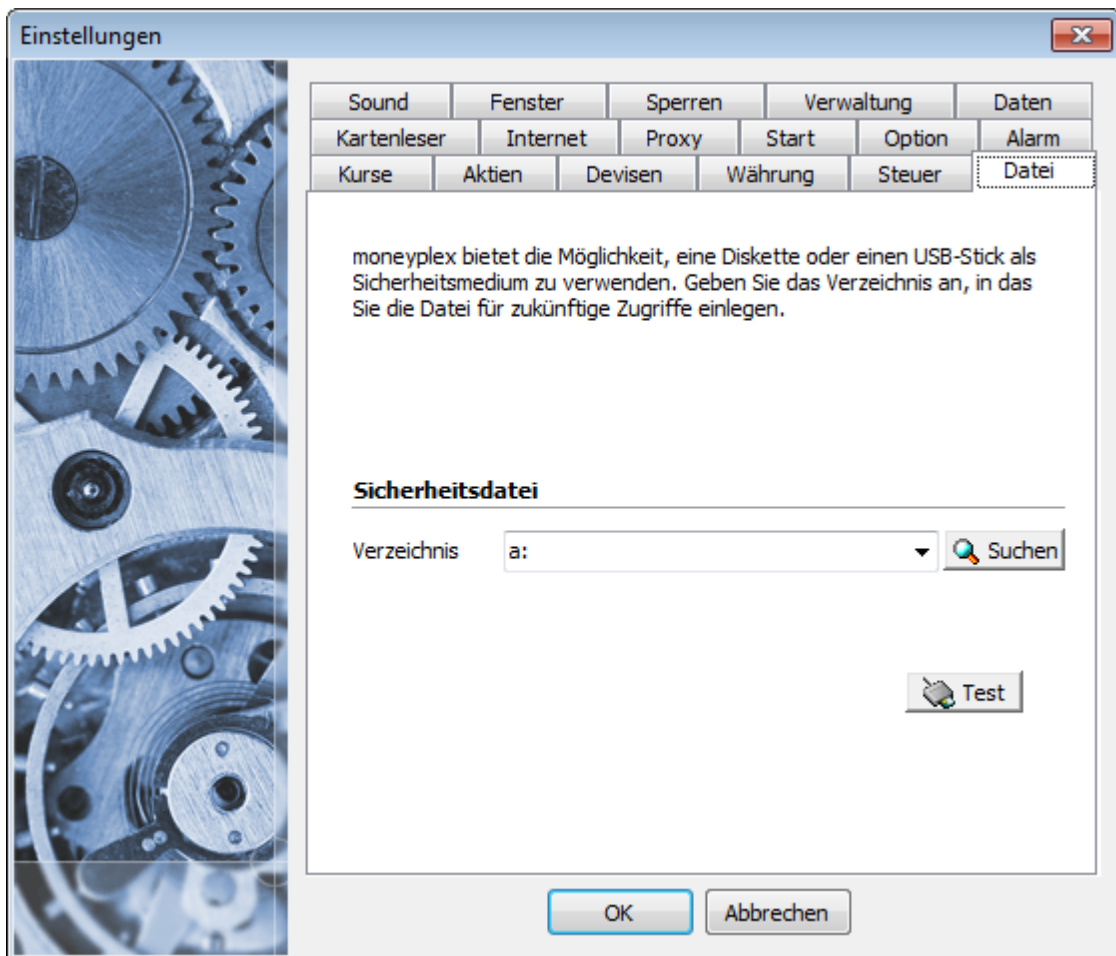 Einstellungen
Sound Fenster Sperren Verwaltung Daten
Kartenleser Internet Proxy Start Option Alarm
Kurse Aktien Devisen Währung Steuer Datei
moneyplex bietet die Möglichkeit, eine Diskette oder einen USB-Stick als
Sicherheitsmedium zu verwenden. Geben Sie das Verzeichnis an, in das
Sie die Datei für zukünftige Zugriffe einlegen.
Sicherheitsdatei
Verzeichnis a: Suchen
Test
OK Abbrechen